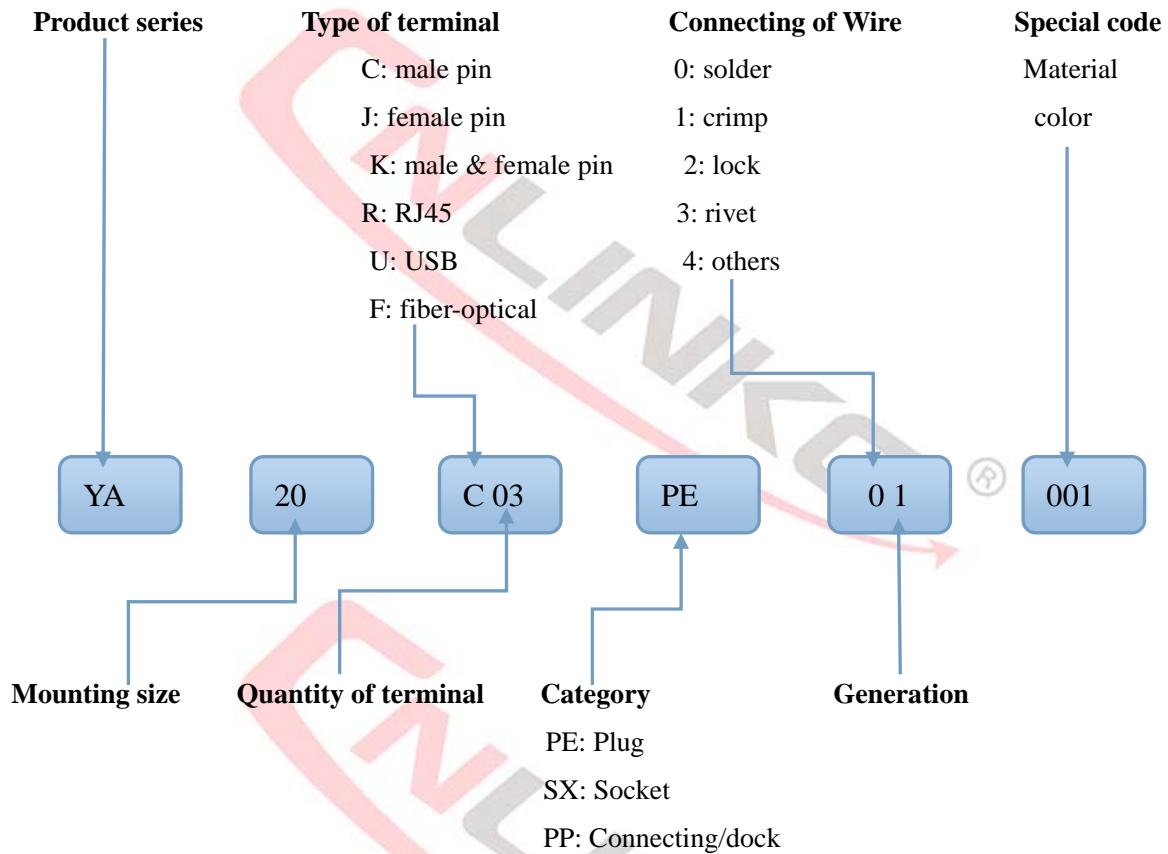 Product series Type of terminal Connecting of Wire Special code
C: male pin 0: solder Material
J: female pin 1: crimp color
K: male & female pin 2: lock
R: RJ45 3: rivet
U: USB 4: others
F: fiber-optical
CNLINKO ®
YA 20 C 03 PE 0 1 001
Mounting size Quantity of terminal Category Generation
PE: Plug
SX: Socket
PP: Connecting/dock